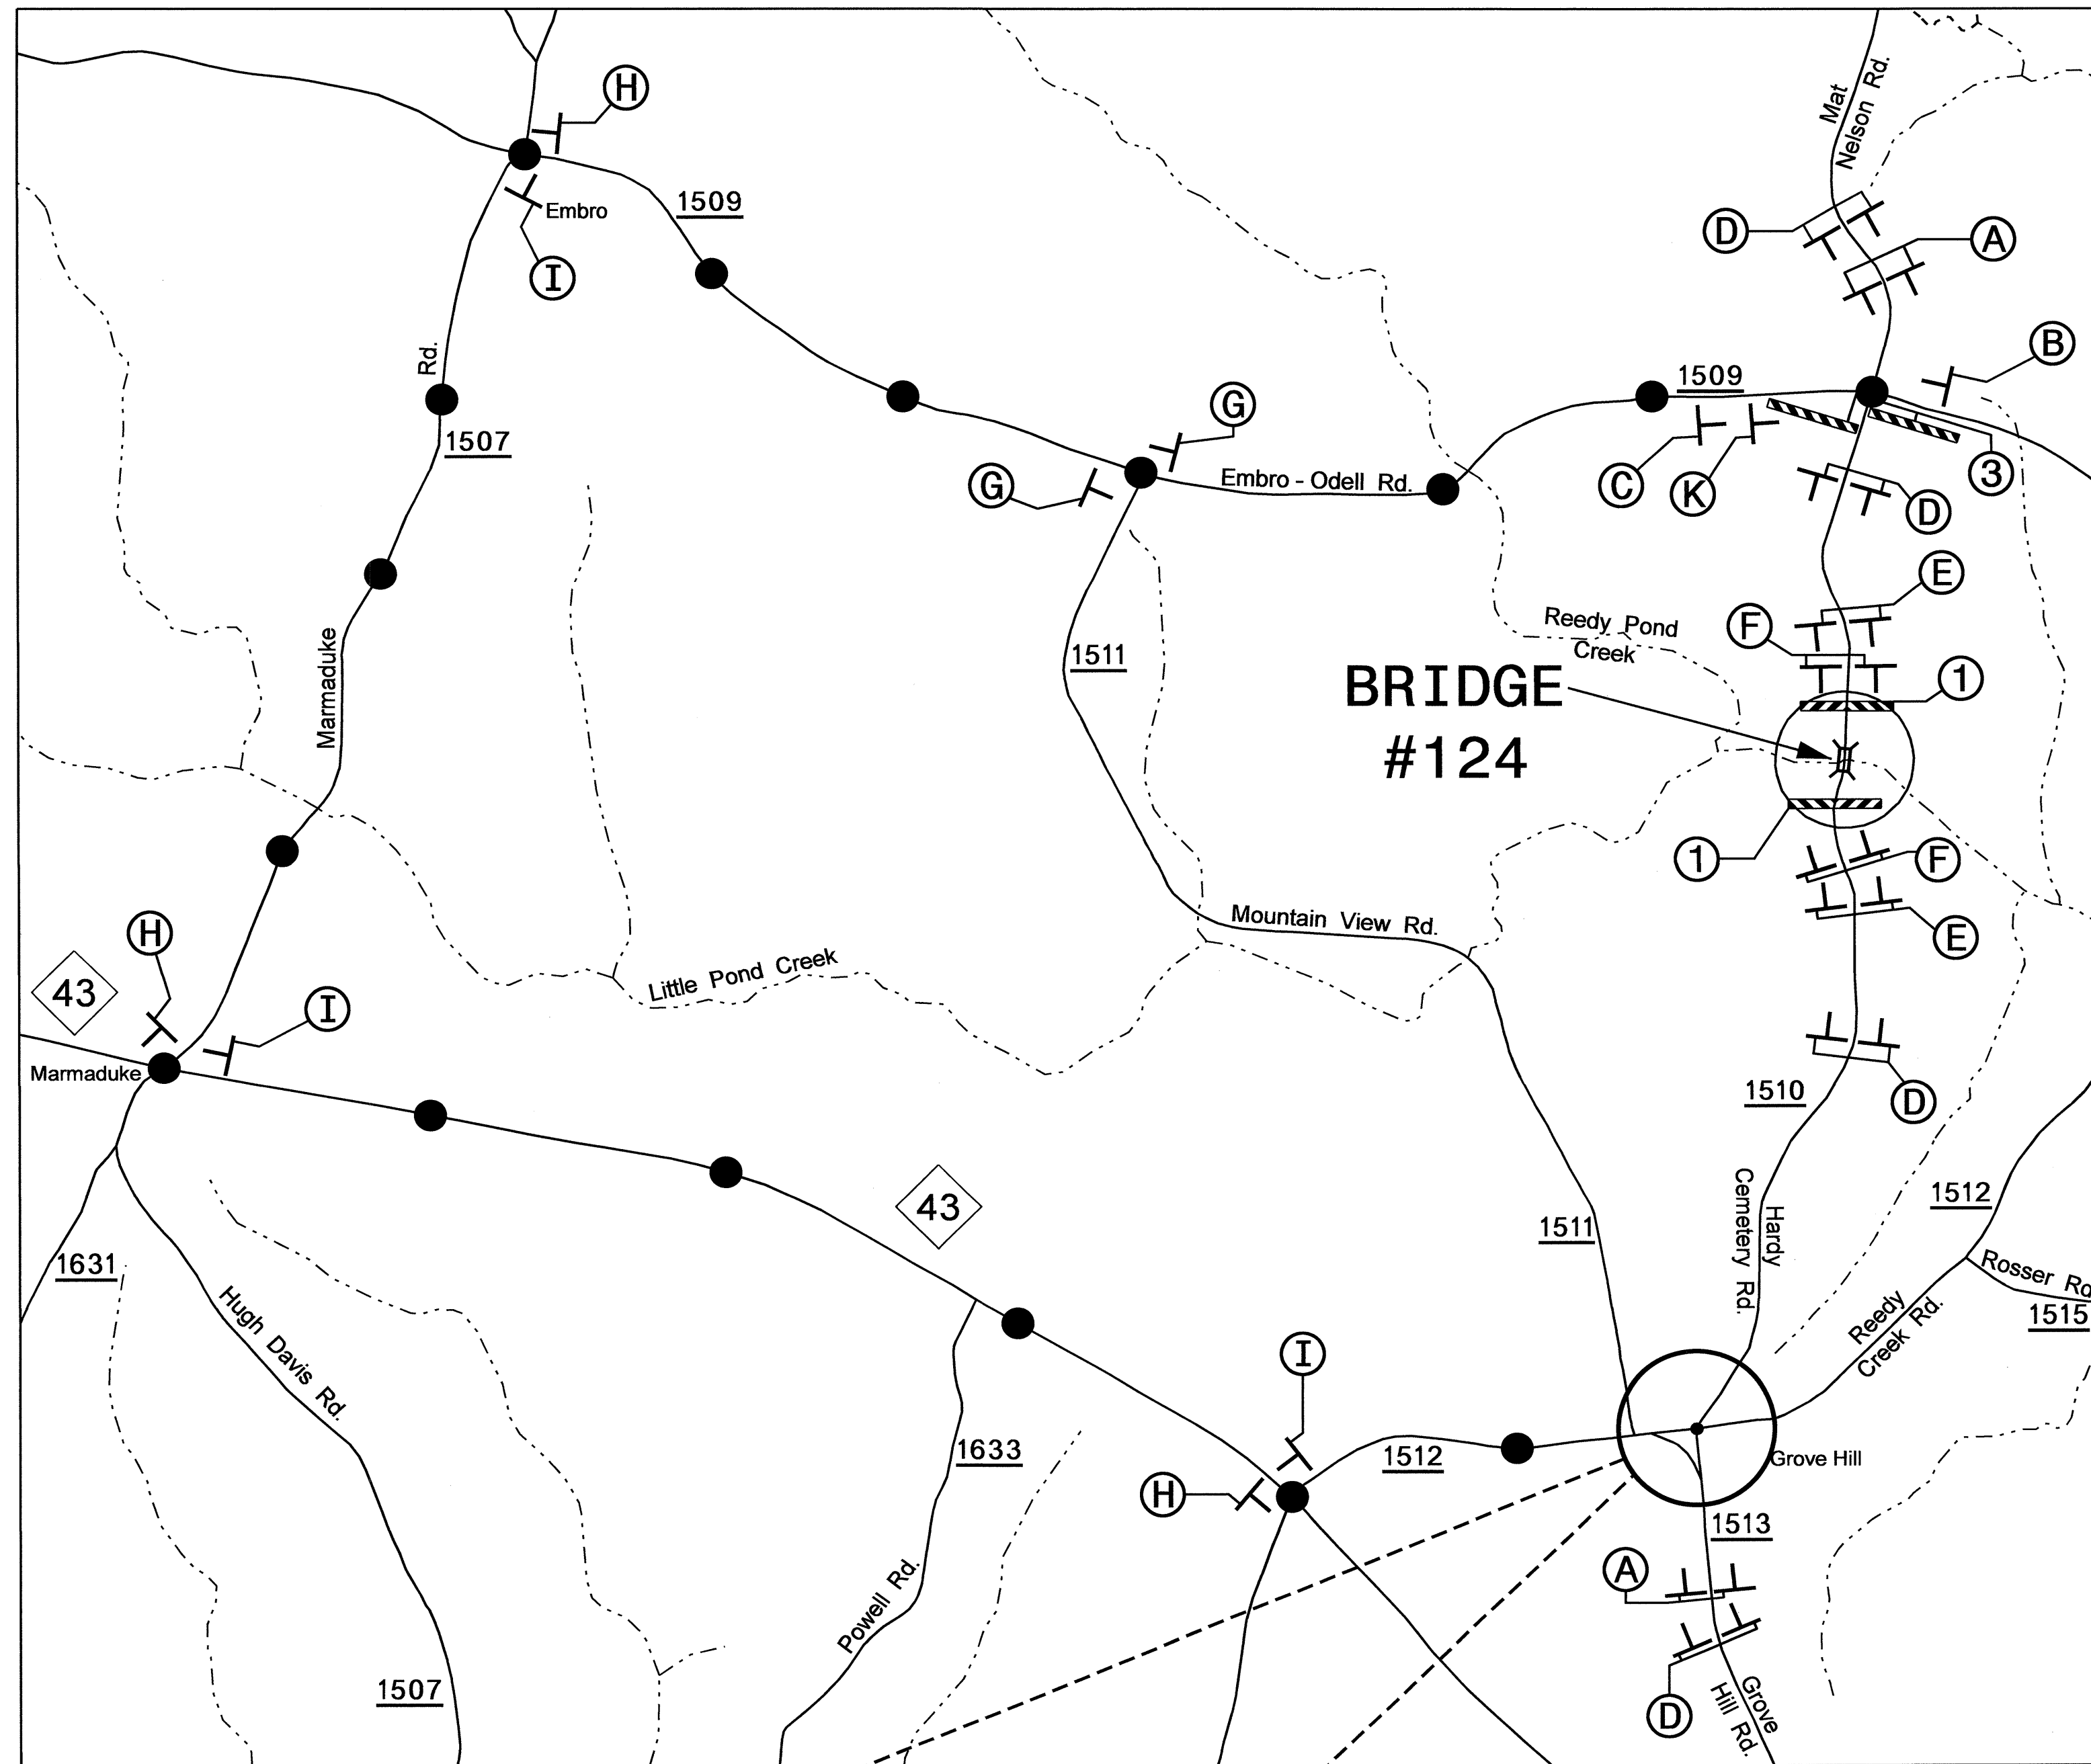 H
Embro
I
1509
Mat
Nelson Rd.
D
A
B
Rd.
1507
G
G
Embro - Odell Rd.
1509
C
K
3
D
E
F
Reedy Pond
Creek
1511
BRIDGE
#124
1
1
F
E
Marmaduke
H
43
I
Marmaduke
Little Pond Creek
Mountain View Rd.
D
1510
Hardy
Cemetery Rd.
1512
Rosser Rd
1515
Reedy
Creek Rd.
1511
43
1631
Hugh Davis Rd.
I
1633
H
1512
Grove Hill
1513
A
D
Grove
Hill Rd.
Powell Rd.
1507